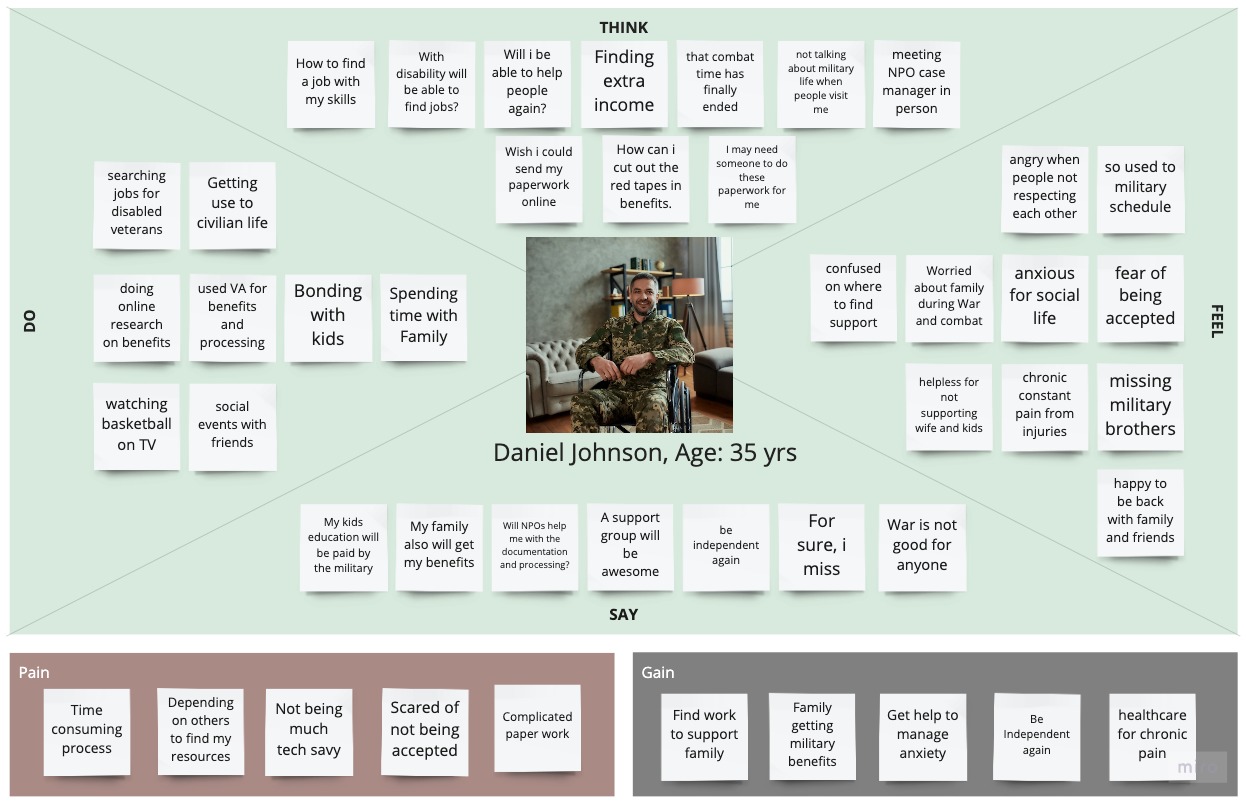 THINK
How to find
a job with
my skills
With
disability will
be able to
find jobs?
Will i be
able to help
people
again?
Finding
extra
income
that combat
time has
finally
ended
not talking
about military
life when
people visit
me
meeting
NPO case
manager in
person
Wish i could
send my
paperwork
online
How can i
cut out the
red tapes in
benefits.
I may need
someone to do
these
paperwork for
me
DO
searching
jobs for
disabled
veterans
Getting
use to
civilian life
doing
online
research
on benefits
used VA for
benefits
and
processing
Bonding
with
kids
Spending
time with
Family
watching
basketball
on TV
social
events with
friends
FEEL
angry when
people not
respecting
each other
so used to
military
schedule
confused
on where
to find
support
Worried
about family
during War
and combat
anxious
for social
life
fear of
being
accepted
helpless for
not
supporting
wife and kids
chronic
constant
pain from
injuries
missing
military
brothers
happy to
be back
with family
and friends
Daniel Johnson, Age: 35 yrs
My kids
education will
be paid by
the military
My family
also will get
my benefits
Will NPOs help
me with the
documentation
and processing?
A support
group will
be
awesome
be
independent
again
For
sure, i
miss
War is not
good for
anyone
SAY
Pain
Time
consuming
process
Depending
on others
to find my
resources
Not being
much
tech savy
Scared of
not being
accepted
Complicated
paper work
Gain
Find work
to support
family
Family
getting
military
benefits
Get help to
manage
anxiety
Be
Independent
again
healthcare
for chronic
pain
miro